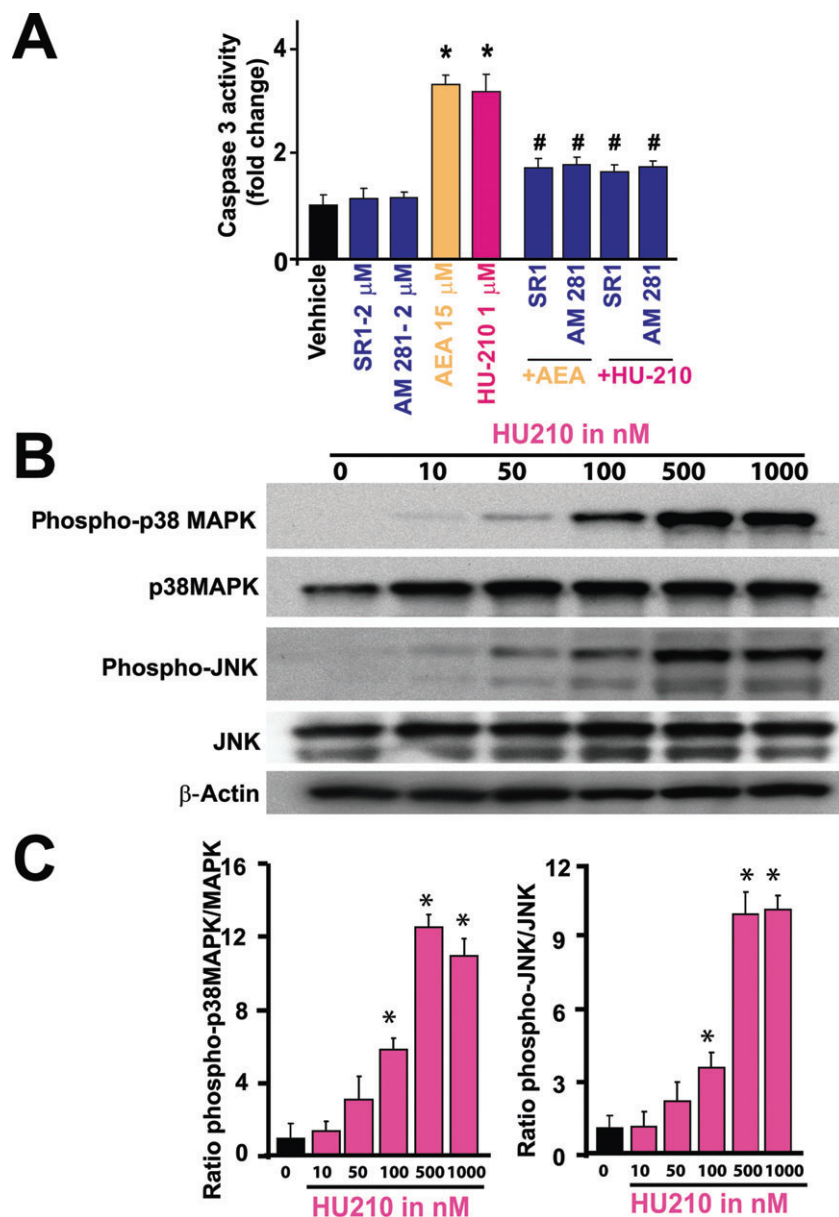 A
Caspase 3 activity
(fold change)
4
2
0
* *
# # # #
Vehhicle
SR1-2 μM
AM 281- 2 μM
AEA 15 μM
HU-210 1 μM
SR1
AM 281
SR1
AM 281
+AEA +HU-210
B
HU210 in nM
0 10 50 100 500 1000
Phospho-p38 MAPK
p38MAPK
Phospho-JNK
JNK
β-Actin
C
Ratio phospho-p38MAPK/MAPK
16
12
8
4
0
* * *
0 10 50 100 500 1000
HU210 in nM
Ratio phospho-JNK/JNK
12
9
6
3
0
* * *
0 10 50 100 500 1000
HU210 in nM